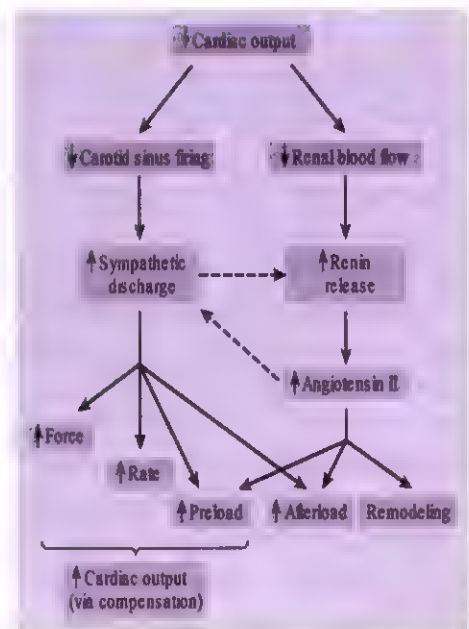 ↓ Cardiac output
↓ Carotid sinus firing
↓ Renal blood flow
↑ Sympathetic
discharge
↑ Renin
release
↑ Angiotensin II
↑ Force
↑ Rate
↑ Preload
↑ Afterload
Remodeling
↑ Cardiac output
(via compensation)